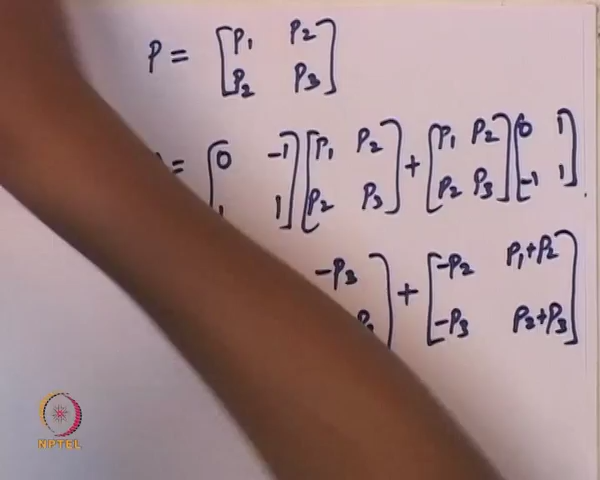 P = [P1 P2
P2 P3]
= [0 -1
1 1] [P1 P2
P2 P3] + [P1 P2
P2 P3] [0 1
-1 1]
-P3] + [-P2 P1+P2
-P3 P2+P3]
NPTEL